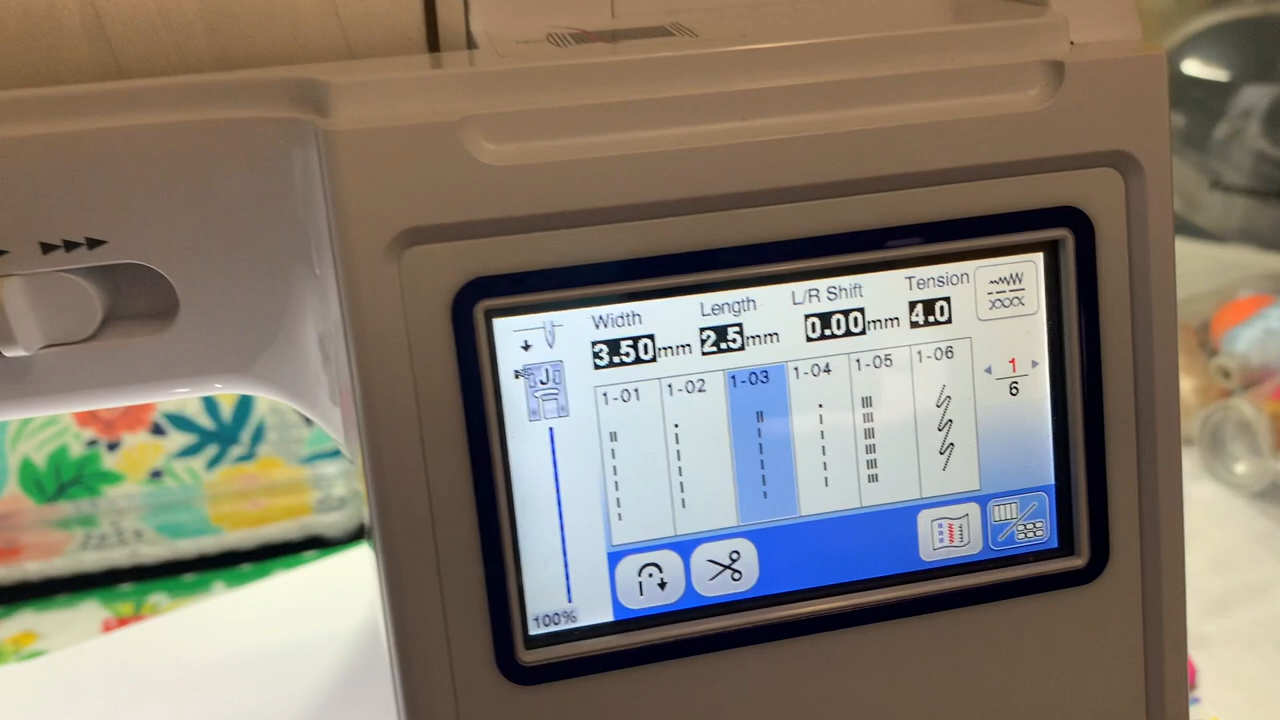 Width Length L/R Shift Tension
3.50mm 2.5mm 0.00mm 4.0
J
1-01 1-02 1-03 1-04 1-05 1-06
1
6
100%